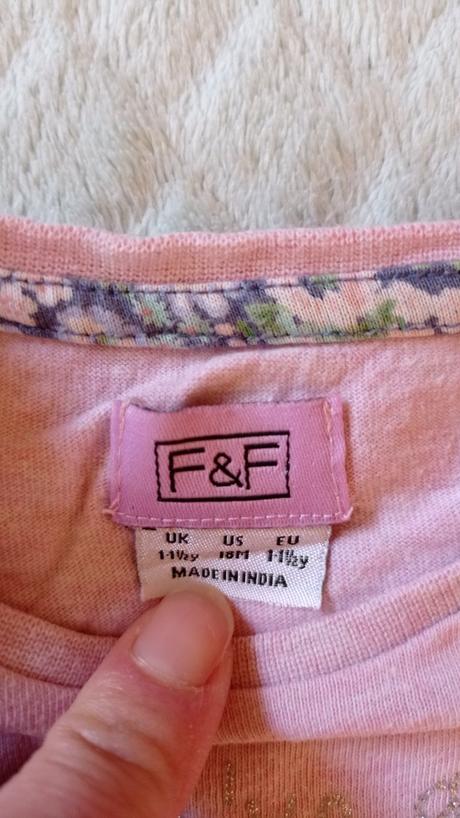 F&F
UK US EU
1-1½y 18M 1-1½y
MADE IN INDIA